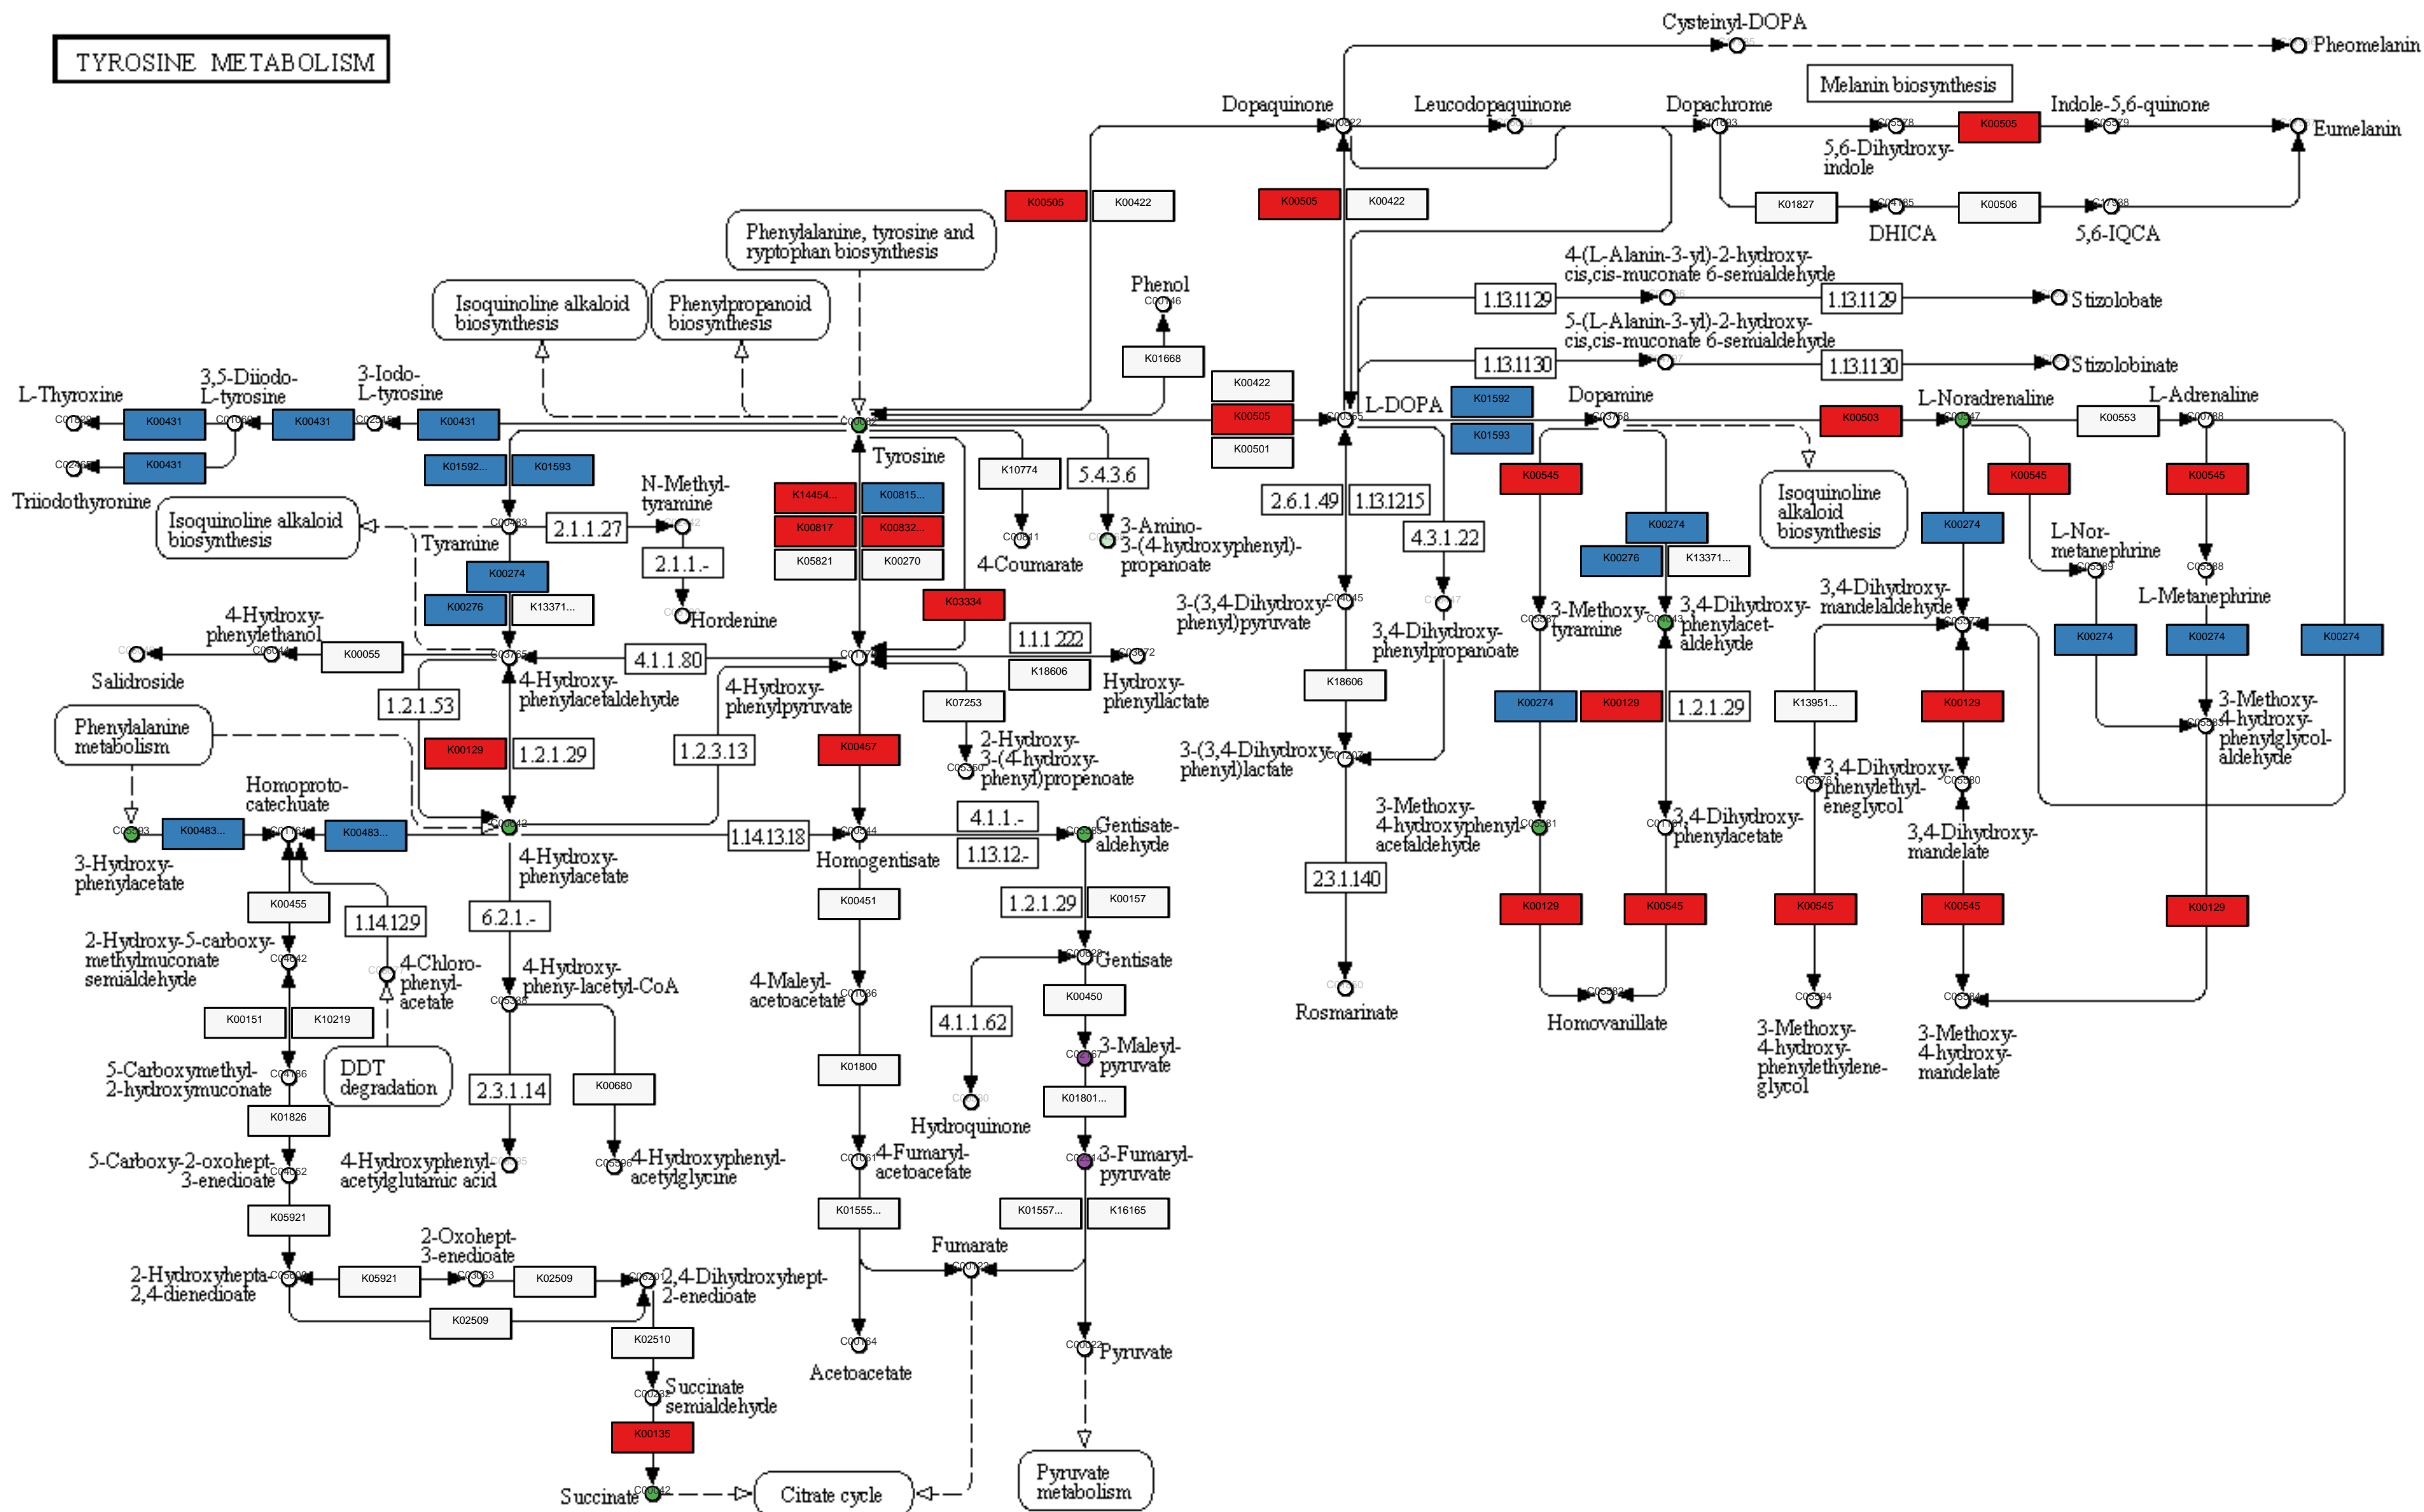 TYROSINE METABOLISM
Cysteinyl-DOPA
Pheomelanin
Melanin biosynthesis
Dopaquinone
Leucodopaquinone
Dopachrome
Indole-5,6-quinone
C00822
K00505
Eumelanin
5,6-Dihydroxy-
indole
K00505
K00422
K00505
K00422
K01827
K00506
DHICA
5,6-IQCA
Phenylalanine, tyrosine and
ryptophan biosynthesis
Isoquinoline alkaloid
biosynthesis
Phenylpropanoid
biosynthesis
Phenol
C00146
K01668
4-(L-Alanin-3-yl)-2-hydroxy-
cis,cis-muconate 6-semialdehyde
1.13.1129
1.13.1129
Stizolobate
5-(L-Alanin-3-yl)-2-hydroxy-
cis,cis-muconate 6-semialdehyde
1.13.1130
1.13.1130
Stizolobinate
L-Thyroxine
3,5-Diiodo-
L-tyrosine
3-Iodo-
L-tyrosine
K00431
K00431
K00431
K00431
Triiodothyronine
K00422
K00505
K00501
L-DOPA
K01592
K01593
Dopamine
C03758
K00503
L-Noradrenaline
K00553
L-Adrenaline
K01592...
K01593
Tyrosine
K10774
5.4.3.6
N-Methyl-
tyramine
K14454...
K00815...
K00817
K00832...
K05821
K00270
2.6.1.49
1.13.1215
4.3.1.22
K00545
K00545
K00545
Isoquinoline
alkaloid
biosynthesis
Isoquinoline alkaloid
biosynthesis
C00483
Tyramine
2.1.1.27
2.1.1.-
Hordenine
K00274
K00276
K13371...
C00811
4-Coumarate
3-Amino-
3-(4-hydroxyphenyl)-
propanoate
K03334
K00274
K00276
K13371...
K00274
L-Nor-
metanephrine
L-Metanephrine
3-(3,4-Dihydroxy-
phenyl)pyruvate
3,4-Dihydroxy-
phenylpropanoate
3-Methoxy-
tyramine
3,4-Dihydroxy-
phenylacet-
aldehyde
3,4-Dihydroxy-
mandelaldehyde
K00274
K00274
K00274
4-Hydroxy-
phenylethanol
K00055
Salidroside
4.1.1.80
1.1.1.222
K18606
4-Hydroxy-
phenylacetaldehyde
4-Hydroxy-
phenylpyruvate
Hydroxy-
phenyllactate
K18606
K07253
1.2.1.53
K00274
K00129
1.2.1.29
K13951...
K00129
3-Methoxy-
4-hydroxy-
phenylglycol-
aldehyde
Phenylalanine
metabolism
K00129
1.2.1.29
1.2.3.13
K00457
2-Hydroxy-
3-(4-hydroxy-
phenyl)propenoate
3-(3,4-Dihydroxy-
phenyl)lactate
3,4-Dihydroxy-
phenylethyl-
eneglycol
Homoproto-
catechuate
K00483...
K00483...
3-Hydroxy-
phenylacetate
4-Hydroxy-
phenylacetate
1.14.13.18
Homogentisate
4.1.1.-
1.13.12.-
Gentisate-
aldehyde
3-Methoxy-
4-hydroxyphenyl-
acetaldehyde
3,4-Dihydroxy-
phenylacetate
3,4-Dihydroxy-
mandelate
2.3.1.140
K00455
1.14.129
6.2.1.-
K00451
1.2.1.29
K00157
K00129
K00545
K00545
K00545
K00129
2-Hydroxy-5-carboxy-
methylmuconate
semialdehyde
4-Chloro-
phenyl-
acetate
4-Hydroxy-
pheny-lacetyl-CoA
4-Maleyl-
acetoacetate
Gentisate
K00450
Rosmarinate
Homovanillate
3-Methoxy-
4-hydroxy-
phenylethylene-
glycol
3-Methoxy-
4-hydroxy-
mandelate
K00151
K10219
4.1.1.62
DDT
degradation
5-Carboxymethyl-
2-hydroxymuconate
2.3.1.14
K00680
K01800
3-Maleyl-
pyruvate
K01801...
Hydroquinone
K01826
5-Carboxy-2-oxohept-
3-enedioate
4-Hydroxyphenyl-
acetylglutamic acid
4-Hydroxyphenyl-
acetylglycine
4-Fumaryl-
acetoacetate
3-Fumaryl-
pyruvate
K05921
K01555...
K01557...
K16165
2-Oxohept-
3-enedioate
Fumarate
2-Hydroxyhepta-
2,4-dienedioate
K05921
K02509
2,4-Dihydroxyhept-
2-enedioate
K02509
K02510
Acetoacetate
Pyruvate
Succinate
semialdehyde
K00135
Succinate
Citrate cycle
Pyruvate
metabolism